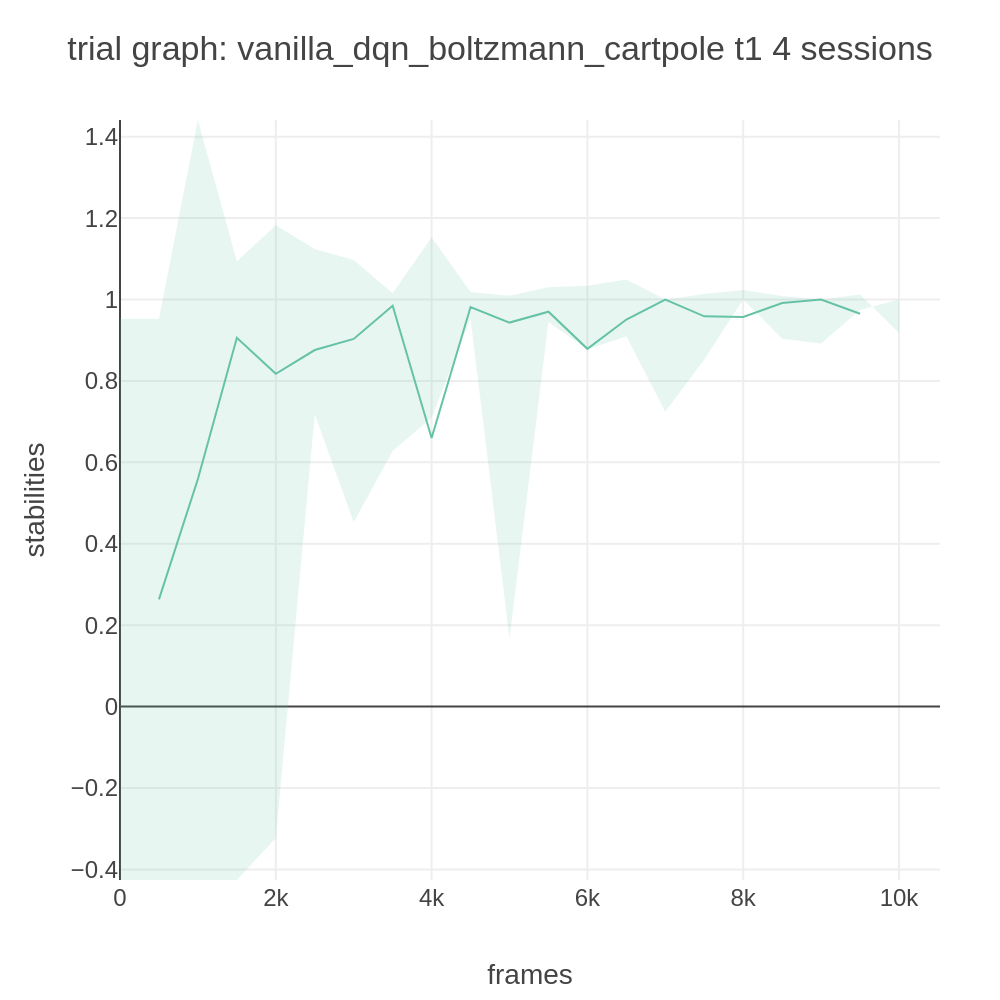 trial graph: vanilla_dqn_boltzmann_cartpole t1 4 sessions
1.4
1.2
1
0.8
0.6
0.4
0.2
0
−0.2
−0.4
stabilities
0 2k 4k 6k 8k 10k
frames